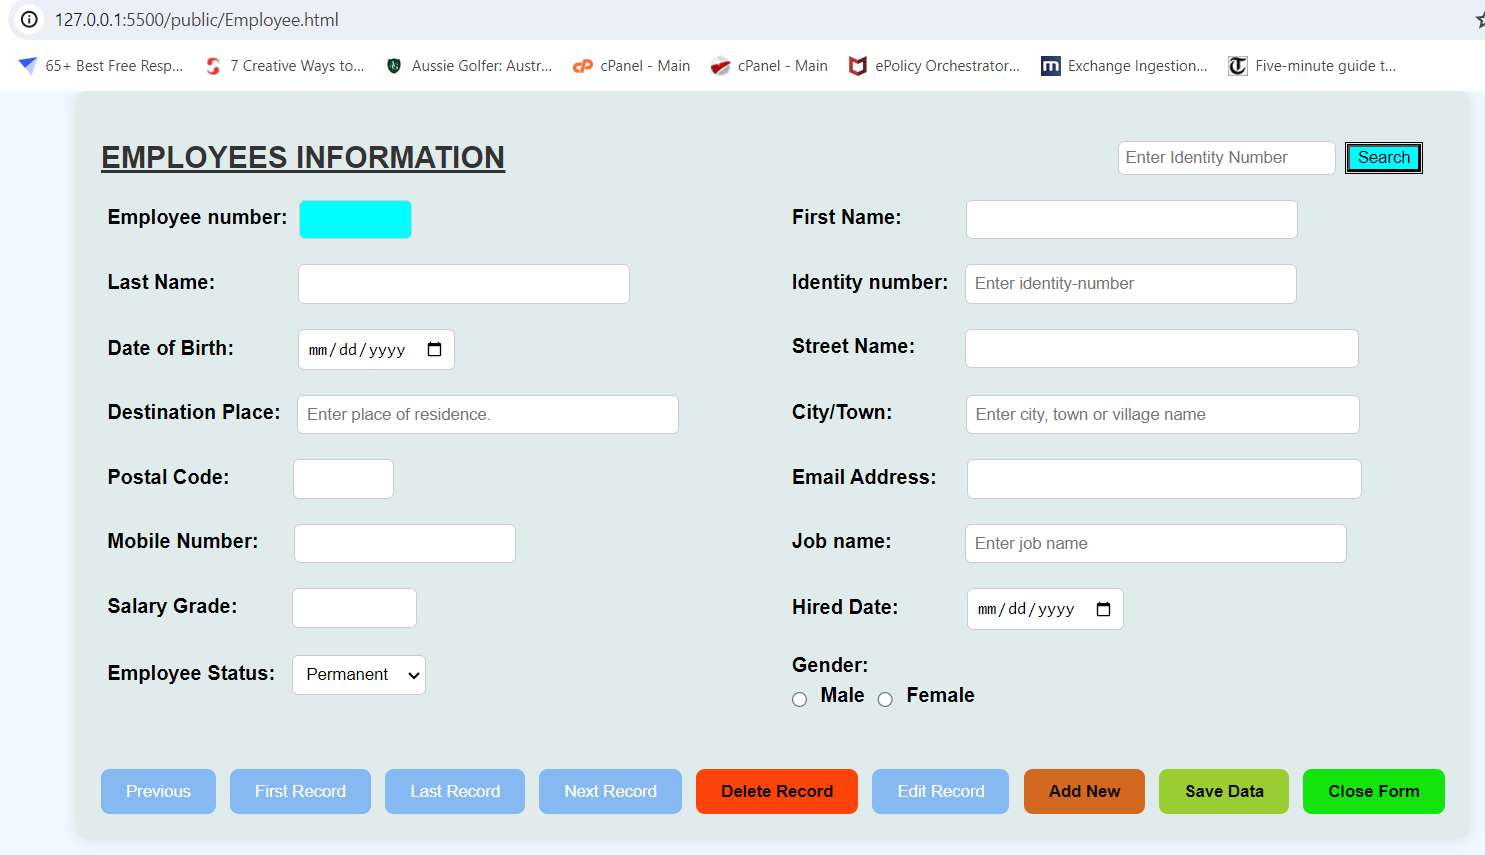 127.0.0.1:5500/public/Employee.html
65+ Best Free Resp... 7 Creative Ways to... Aussie Golfer: Austr... cP cPanel - Main cPanel - Main ePolicy Orchestrator... m Exchange Ingestion... Five-minute guide t...
EMPLOYEES INFORMATION Enter Identity Number Search
Employee number: First Name:
Last Name: Identity number: Enter identity-number
Date of Birth: mm/dd/yyyy Street Name:
Destination Place: Enter place of residence. City/Town: Enter city, town or village name
Postal Code: Email Address:
Mobile Number: Job name: Enter job name
Salary Grade: Hired Date: mm/dd/yyyy
Employee Status: Permanent Gender:
Male Female
Previous First Record Last Record Next Record Delete Record Edit Record Add New Save Data Close Form